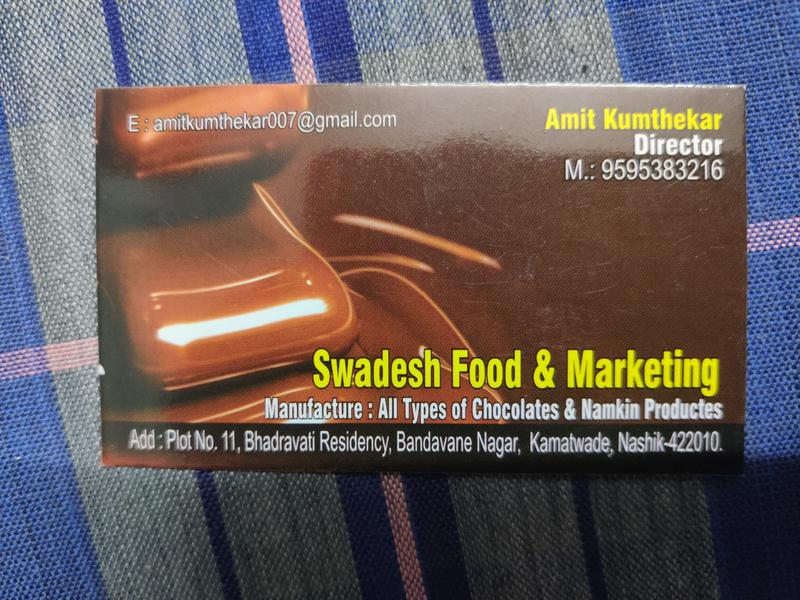 E : amitkumthekar007@gmail.com
Amit Kumthekar
Director
M.: 9595383216
Swadesh Food & Marketing
Manufacture : All Types of Chocolates & Namkin Productes
Add : Plot No. 11, Bhadravati Residency, Bandavane Nagar, Kamatwade, Nashik-422010.